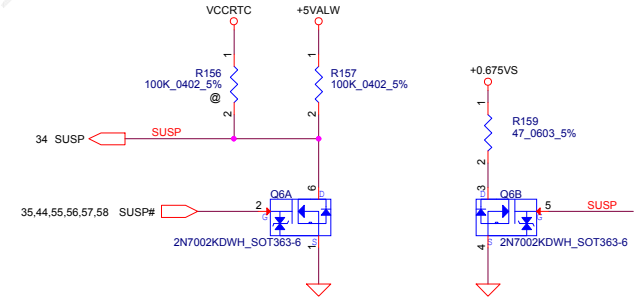 VCCRTC +5VALW
1 1
R156 R157
100K_0402_5% 100K_0402_5%
@
2 2
+0.675VS
1
R159
47_0603_5%
2
34 SUSP SUSP
6 D Q6A
3 D Q6B
35,44,55,56,57,58 SUSP# 2 G
G 5 SUSP
1 S 2N7002KDWH_SOT363-6
4 S 2N7002KDWH_SOT363-6